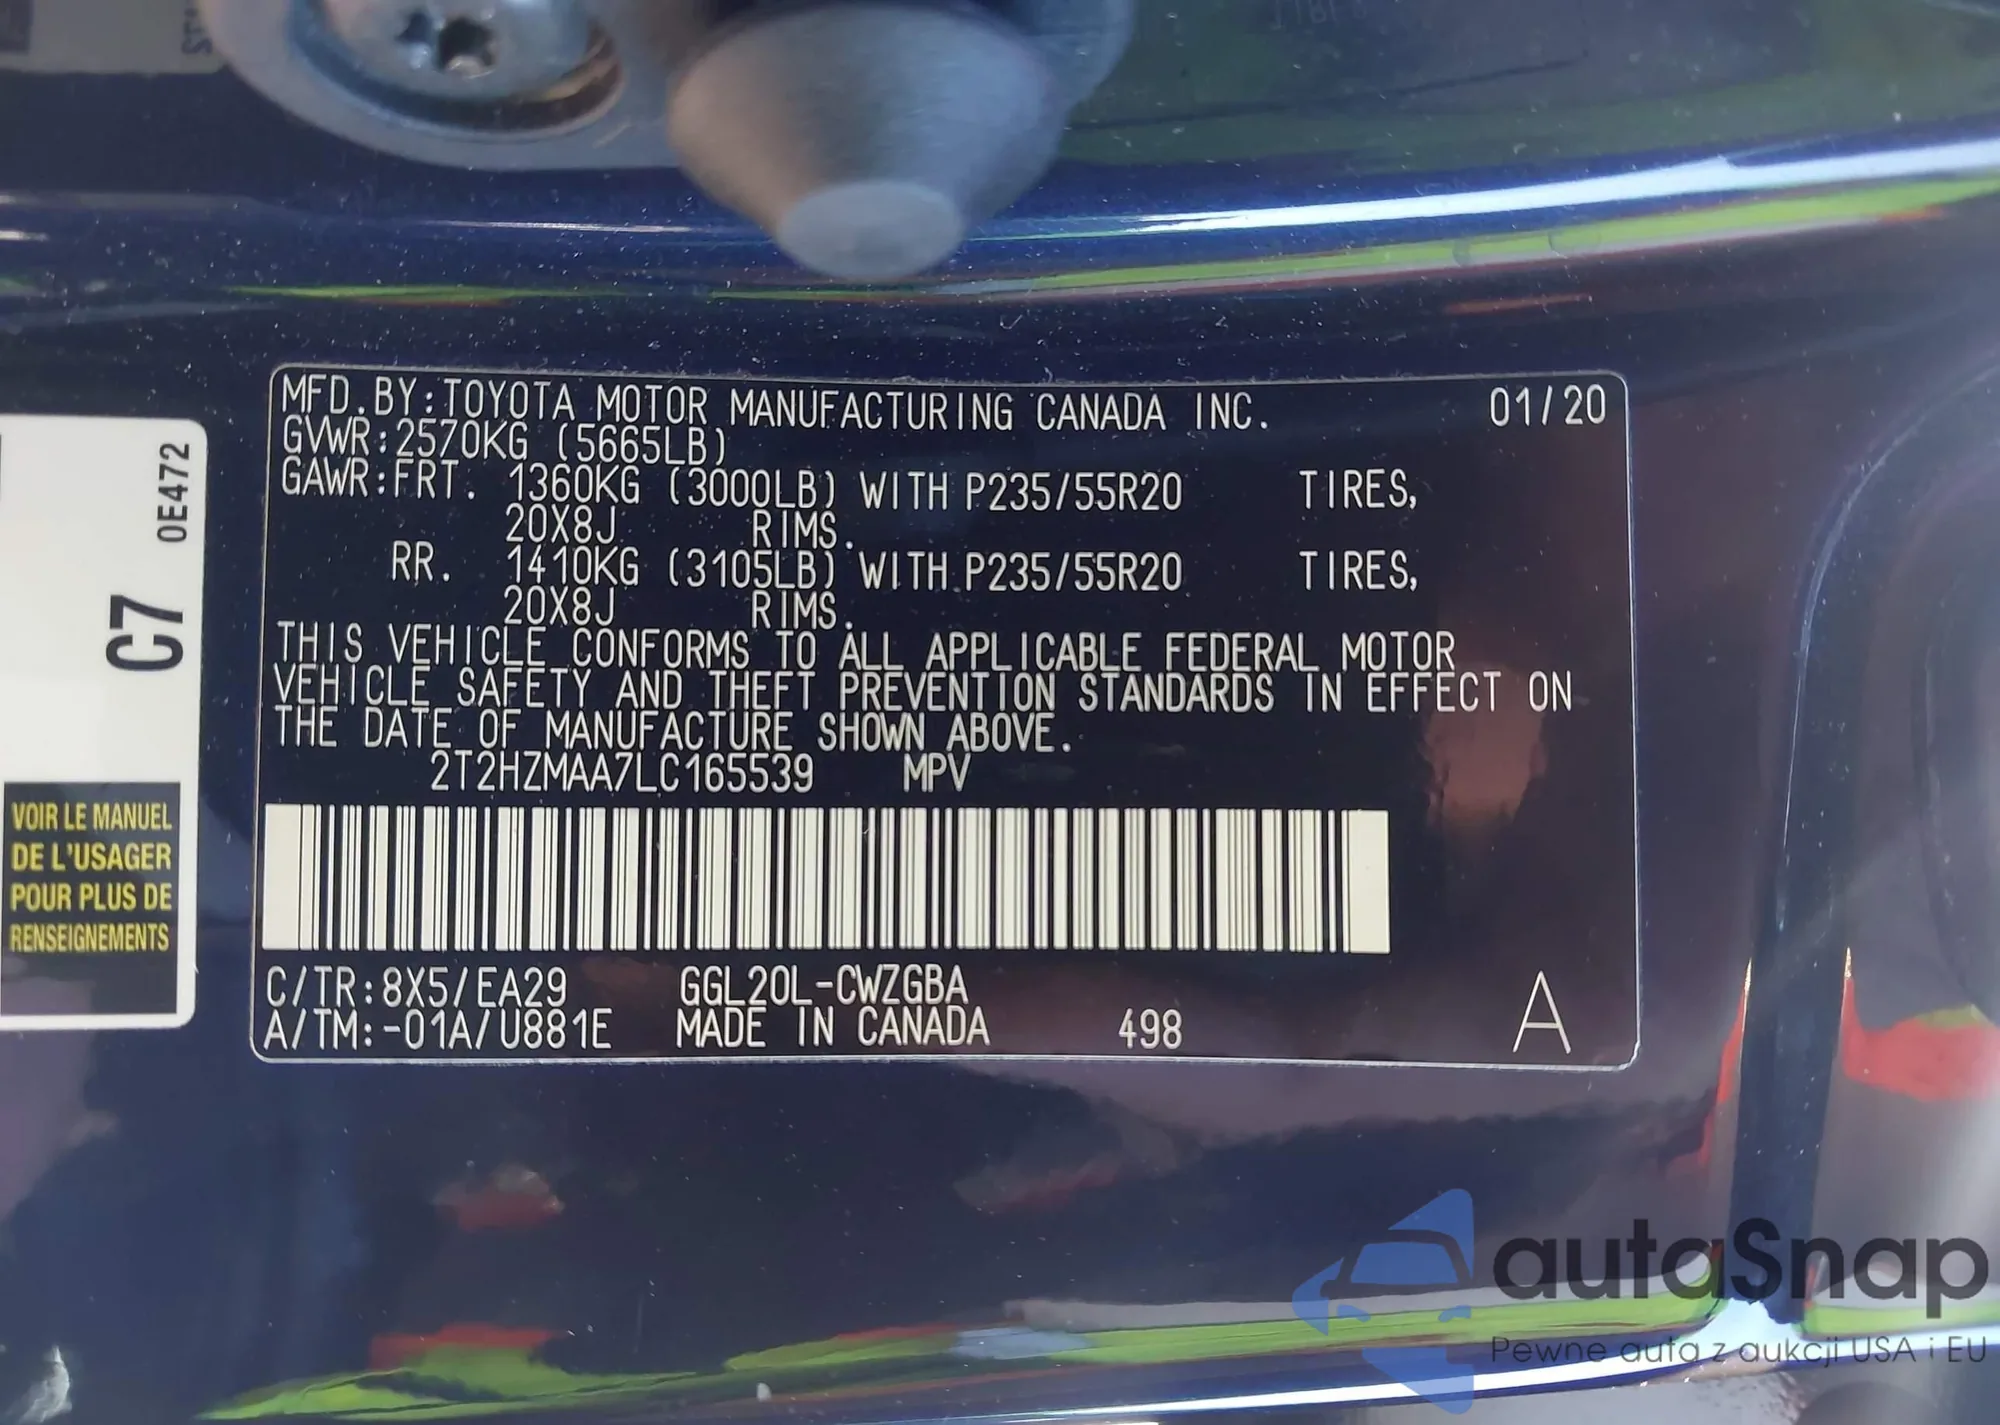 MFD.BY:TOYOTA MOTOR MANUFACTURING CANADA INC. 01/20
GVWR:2570KG (5665LB)
GAWR:FRT. 1360KG (3000LB) WITH P235/55R20 TIRES,
20X8J RIMS.
RR. 1410KG (3105LB) WITH P235/55R20 TIRES,
20X8J RIMS.
THIS VEHICLE CONFORMS TO ALL APPLICABLE FEDERAL MOTOR
VEHICLE SAFETY AND THEFT PREVENTION STANDARDS IN EFFECT ON
THE DATE OF MANUFACTURE SHOWN ABOVE.
2T2HZMAA7LC165539 MPV
C/TR:8X5/EA29 GGL20L-CWZGBA
A/TM:-01A/U881E MADE IN CANADA 498 A
0E472
C7
VOIR LE MANUEL
DE L'USAGER
POUR PLUS DE
RENSEIGNEMENTS
autaSnap
Pewne auta z aukcji USA i EU